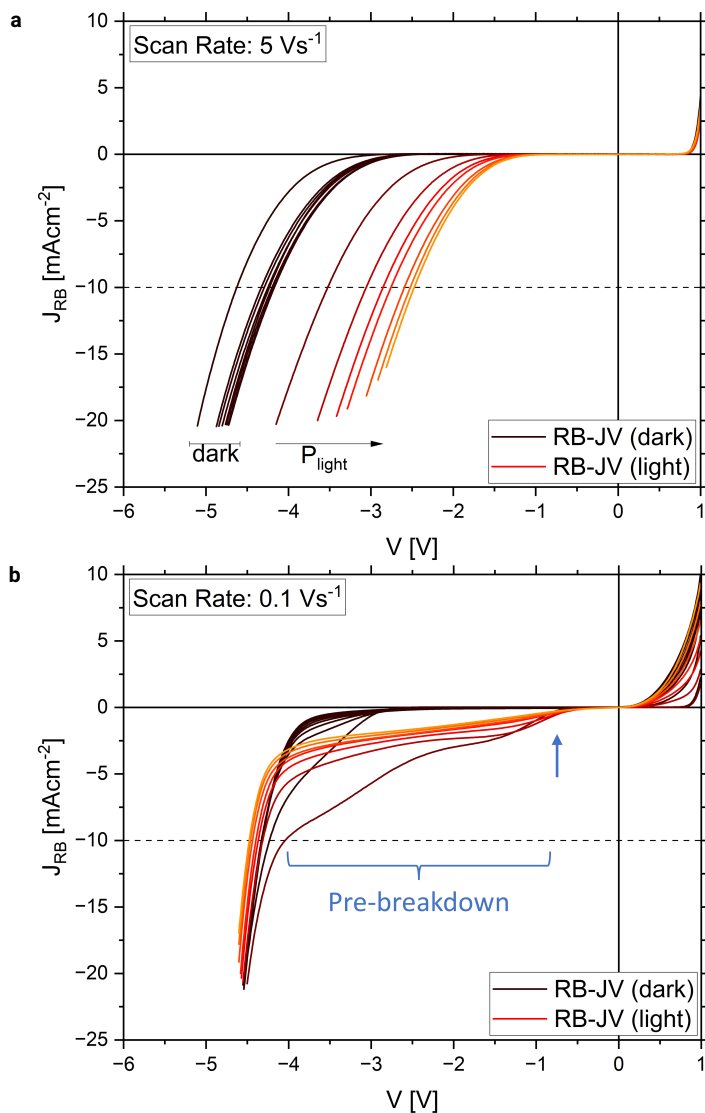 a
Scan Rate: 5 Vs⁻¹
10
5
0
−5
−10
−15
−20
−25
J_RB [mAcm⁻²]
dark
P_light
RB-JV (dark)
RB-JV (light)
−6 −5 −4 −3 −2 −1 0 1
V [V]
b
Scan Rate: 0.1 Vs⁻¹
10
5
0
−5
−10
−15
−20
−25
J_RB [mAcm⁻²]
Pre-breakdown
RB-JV (dark)
RB-JV (light)
−6 −5 −4 −3 −2 −1 0 1
V [V]